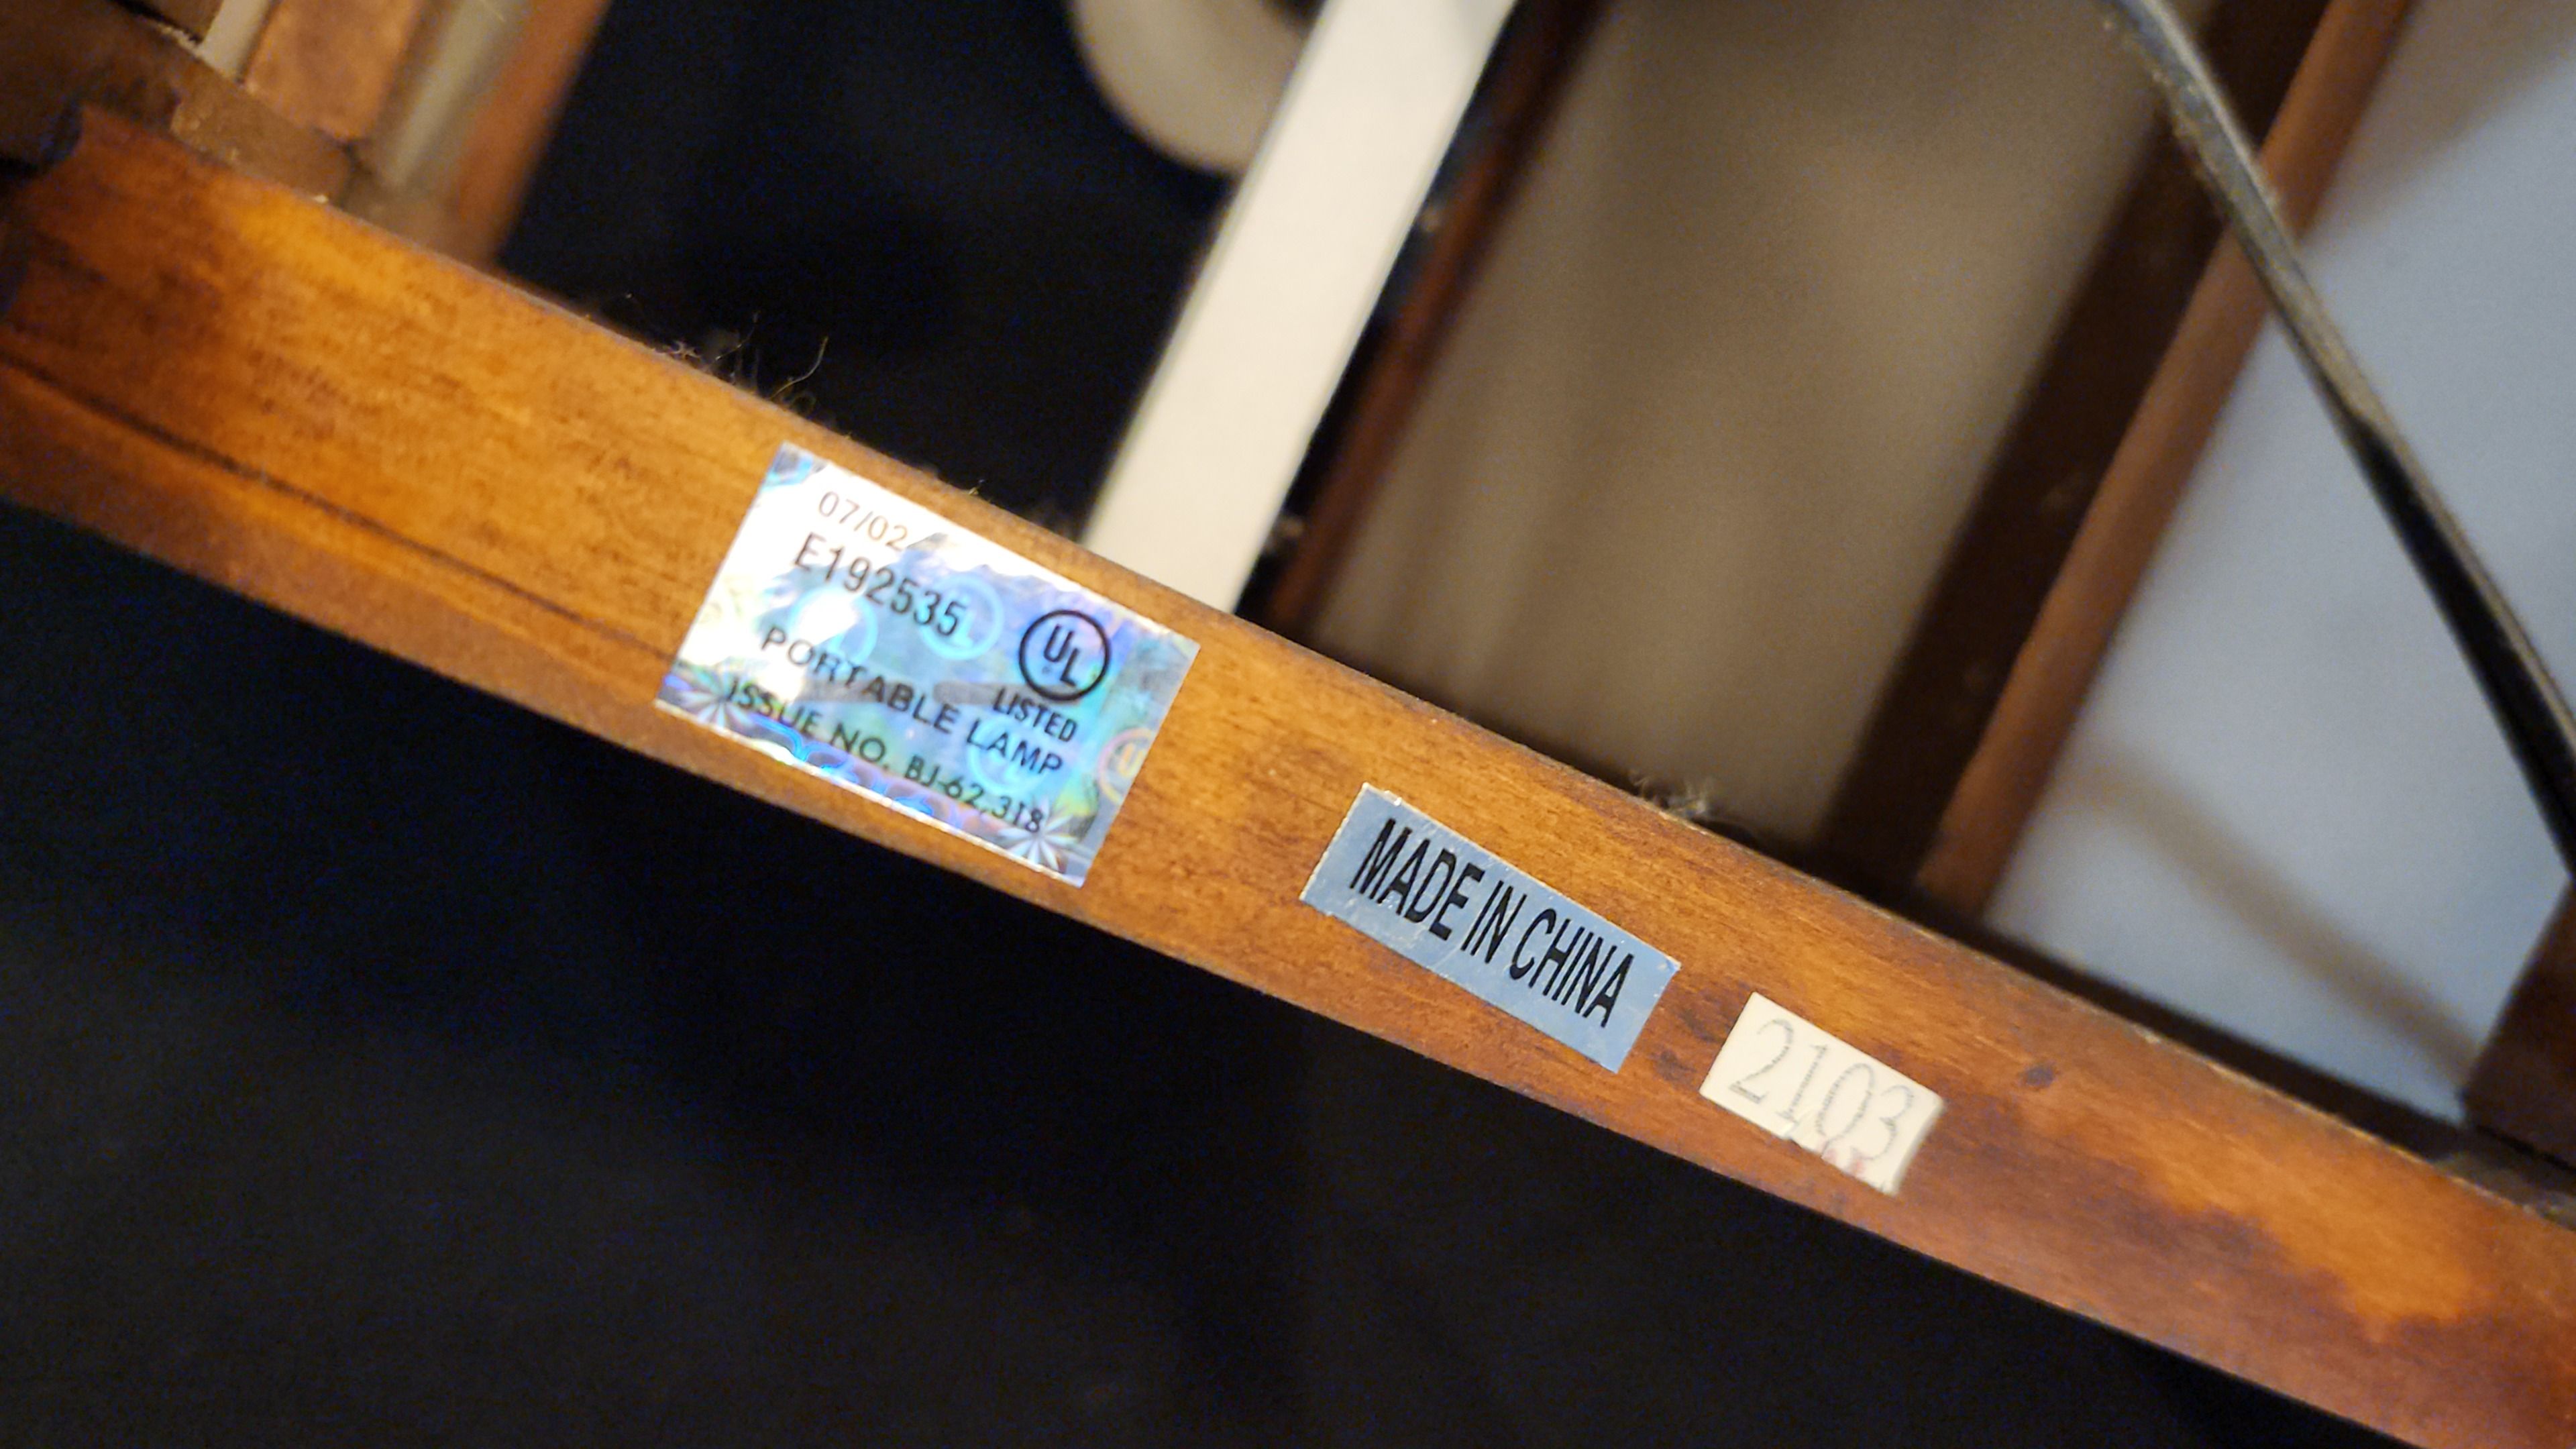 07/02
E192535
UL
LISTED
PORTABLE LAMP
ISSUE NO. BJ-62,318
MADE IN CHINA
2103